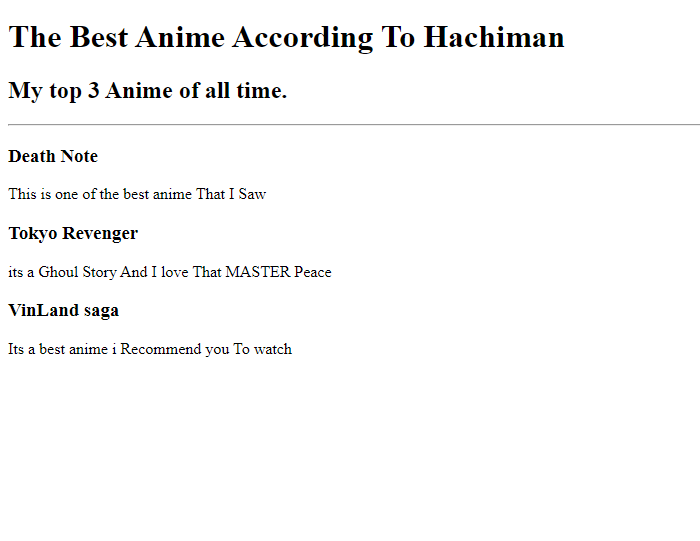 The Best Anime According To Hachiman
My top 3 Anime of all time.
Death Note
This is one of the best anime That I Saw
Tokyo Revenger
its a Ghoul Story And I love That MASTER Peace
VinLand saga
Its a best anime i Recommend you To watch